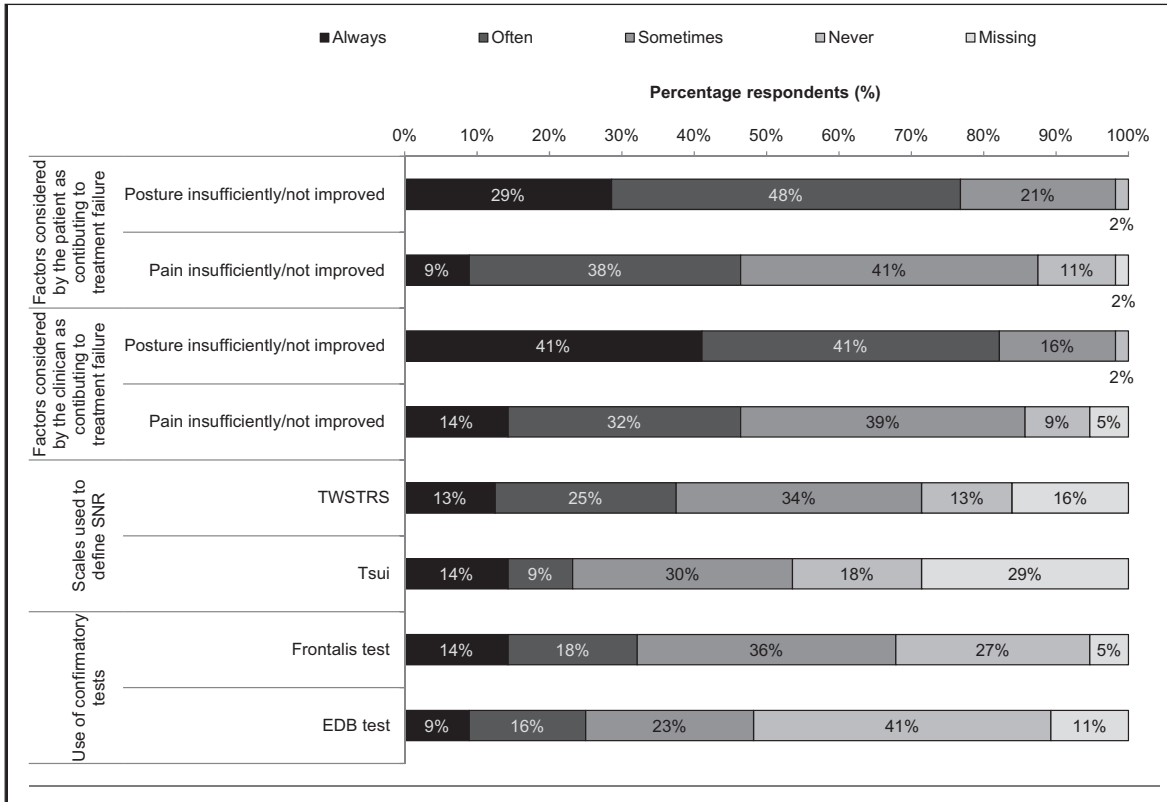 Always Often Sometimes Never Missing
Percentage respondents (%)
0% 10% 20% 30% 40% 50% 60% 70% 80% 90% 100%
Factors considered
by the patient as
contibuting to
treatment failure
Posture insufficiently/not improved 29% 48% 21%
2%
Pain insufficiently/not improved 9% 38% 41% 11%
2%
Factors considered
by the clinican as
contibuting to
treatment failure
Posture insufficiently/not improved 41% 41% 16%
2%
Pain insufficiently/not improved 14% 32% 39% 9% 5%
Scales used to
define SNR
TWSTRS 13% 25% 34% 13% 16%
Tsui 14% 9% 30% 18% 29%
Use of confirmatory
tests
Frontalis test 14% 18% 36% 27% 5%
EDB test 9% 16% 23% 41% 11%